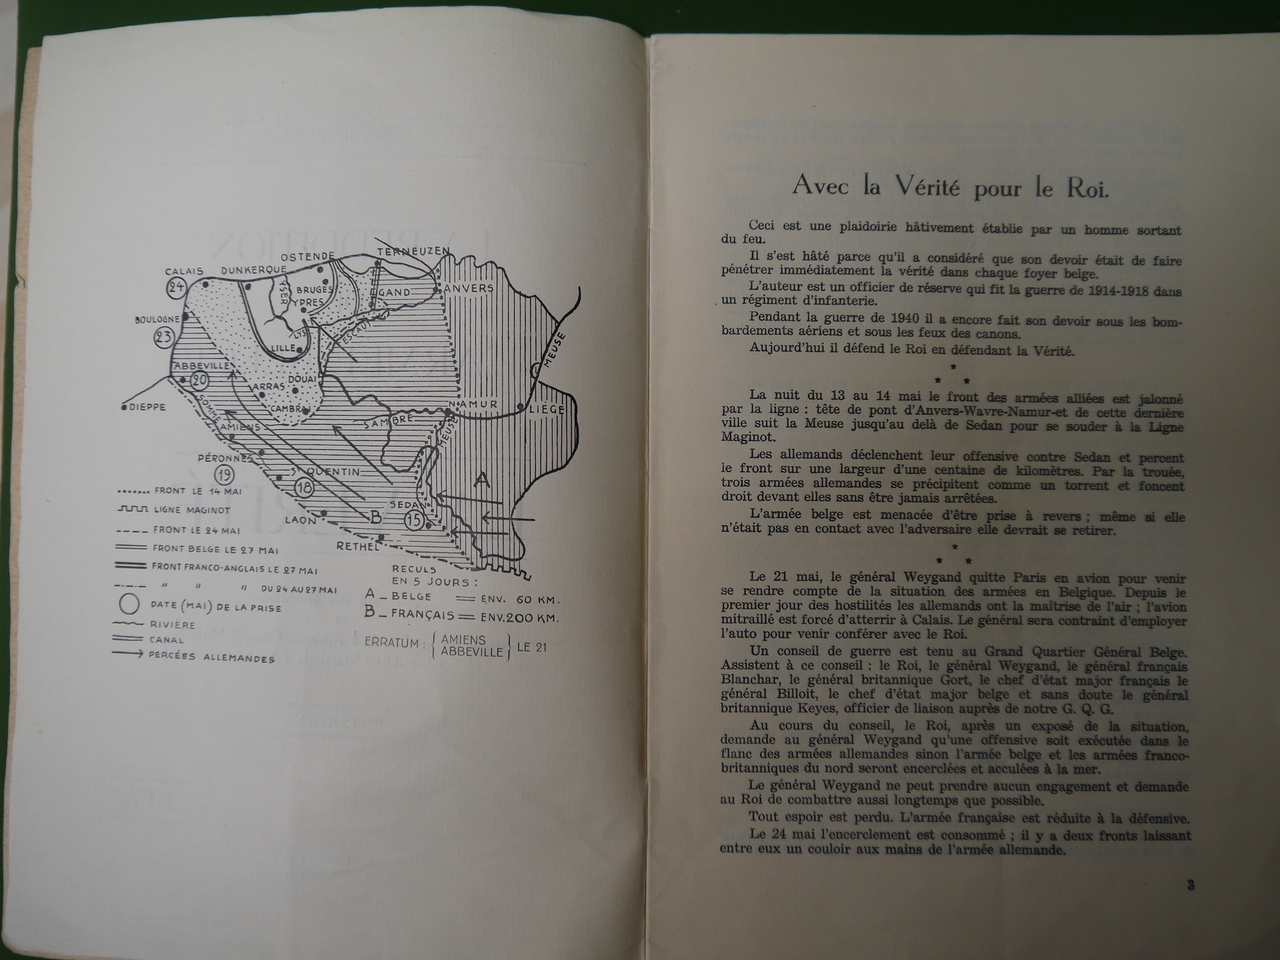 OSTENDE
TERNEUZEN
CALAIS
DUNKERQUE
24
YSER
BRUGES
YPRES
GAND
ANVERS
BOULOGNE
23
LYS
ESCAUT
LILLE
MEUSE
ABBEVILLE
20
ARRAS
DOUAI
DIEPPE
SOMME
CAMBRAI
NAMUR
LIÈGE
AMIENS
SAMBRE
MEUSE
PÉRONNES
19
St QUENTIN
18
A
SEDAN
LAON
B
15
RETHEL
FRONT LE 14 MAI
LIGNE MAGINOT
FRONT LE 24 MAI
FRONT BELGE LE 27 MAI
FRONT FRANCO-ANGLAIS LE 27 MAI
" " " DU 24 AU 27 MAI
DATE (MAI) DE LA PRISE
RIVIÈRE
CANAL
PERCÉES ALLEMANDES
RECULS
EN 5 JOURS :
A _ BELGE = ENV. 60 KM.
B _ FRANÇAIS = ENV. 200 KM.
ERRATUM : { AMIENS ABBEVILLE } LE 21
Avec la Vérité pour le Roi.
Ceci est une plaidoirie hâtivement établie par un homme sortant
du feu.
Il s'est hâté parce qu'il a considéré que son devoir était de faire
pénétrer immédiatement la vérité dans chaque foyer belge.
L'auteur est un officier de réserve qui fit la guerre de 1914-1918 dans
un régiment d'infanterie.
Pendant la guerre de 1940 il a encore fait son devoir sous les bom-
bardements aériens et sous les feux des canons.
Aujourd'hui il défend le Roi en défendant la Vérité.
*
* *
La nuit du 13 au 14 mai le front des armées alliées est jalonné
par la ligne : tête de pont d'Anvers-Wavre-Namur-et de cette dernière
ville suit la Meuse jusqu'au delà de Sedan pour se souder à la Ligne
Maginot.
Les allemands déclenchent leur offensive contre Sedan et percent
le front sur une largeur d'une centaine de kilomètres. Par la trouée,
trois armées allemandes se précipitent comme un torrent et foncent
droit devant elles sans être jamais arrêtées.
L'armée belge est menacée d'être prise à revers ; même si elle
n'était pas en contact avec l'adversaire elle devrait se retirer.
*
* *
Le 21 mai, le général Weygand quitte Paris en avion pour venir
se rendre compte de la situation des armées en Belgique. Depuis le
premier jour des hostilités les allemands ont la maîtrise de l'air ; l'avion
mitraillé est forcé d'atterrir à Calais. Le général sera contraint d'employer
l'auto pour venir conférer avec le Roi.
Un conseil de guerre est tenu au Grand Quartier Général Belge.
Assistent à ce conseil : le Roi, le général Weygand, le général français
Blanchar, le général britannique Gort, le chef d'état major français le
général Billoit, le chef d'état major belge et sans doute le général
britannique Keyes, officier de liaison auprès de notre G. Q. G.
Au cours du conseil, le Roi, après un exposé de la situation,
demande au général Weygand qu'une offensive soit exécutée dans le
flanc des armées allemandes sinon l'armée belge et les armées franco-
britanniques du nord seront encerclées et acculées à la mer.
Le général Weygand ne peut prendre aucun engagement et demande
au Roi de combattre aussi longtemps que possible.
Tout espoir est perdu. L'armée française est réduite à la défensive.
Le 24 mai l'encerclement est consommé ; il y a deux fronts laissant
entre eux un couloir aux mains de l'armée allemande.
3